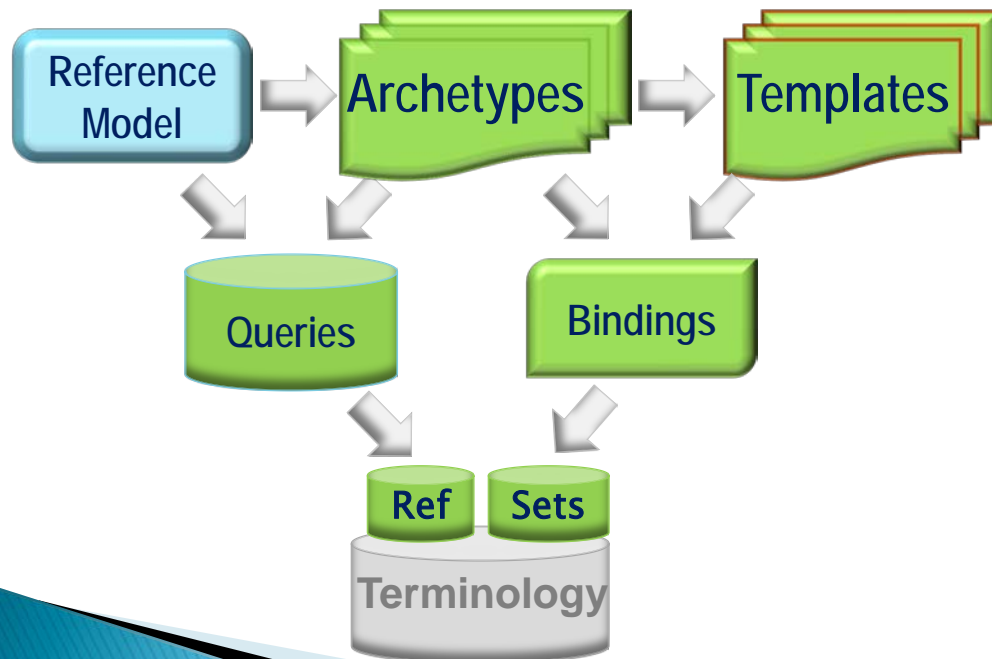 Reference
Model
Archetypes
Templates
Queries
Bindings
Ref
Sets
Terminology